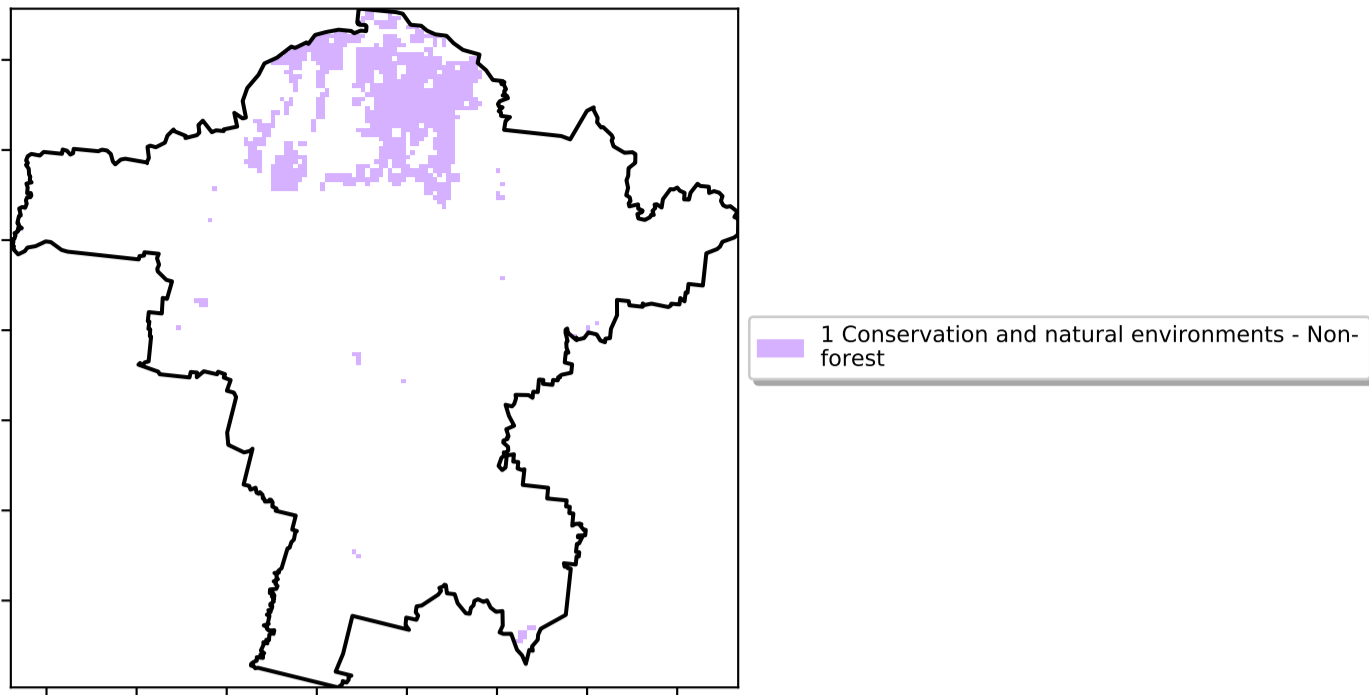 1 Conservation and natural environments - Non-
forest